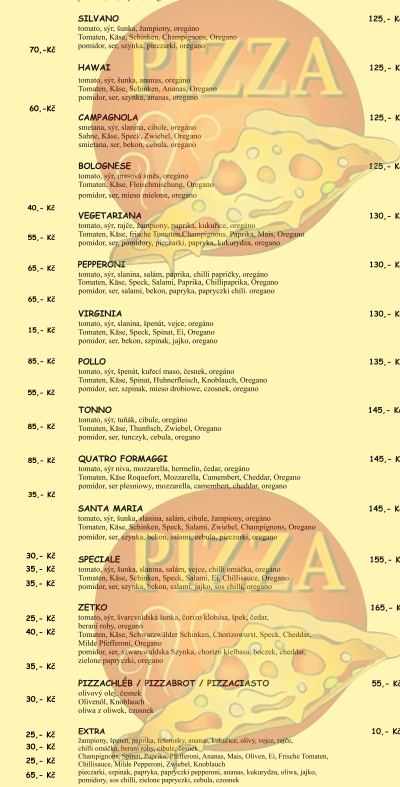 PIZZA
SILVANO 125,- Kč
tomato, sýr, šunka, žampiony, oregáno
Tomaten, Käse, Schinken, Champignons, Oregano
pomidor, ser, szynka, pieczarki, oregano
70,-Kč
HAWAI 125,- Kč
tomato, sýr, šunka, ananas, oregáno
Tomaten, Käse, Schinken, Ananas, Oregano
pomidor, ser, szynka, ananas, oregano
60,-Kč
CAMPAGNOLA 125,- Kč
smetana, sýr, slanina, cibule, oregáno
Sahne, Käse, Speck, Zwiebel, Oregano
smietana, ser, bekon, cebula, oregano
BOLOGNESE 125,- Kč
tomato, sýr, masová směs, oregáno
Tomaten, Käse, Fleischmischung, Oregano
pomidor, ser, mieso mielone, oregano
40,- Kč
VEGETARIANA 130,- Kč
tomato, sýr, rajče, žampiony, paprika, kukuřice, oregáno
Tomaten, Käse, frische Tomaten,Champignons, Paprika, Mais, Oregano
55,- Kč
pomidor, ser, pomidory, pieczarki, papryka, kukurydza, oregano
65,- Kč
PEPPERONI 130,- Kč
tomato, sýr, slanina, salám, paprika, chilli papričky, oregáno
Tomaten, Käse, Speck, Salami, Paprika, Chillipaprika, Oregano
pomidor, ser, salami, bekon, papryka, papryczki chili. oregano
65,- Kč
VIRGINIA 130,- Kč
tomato, sýr, slanina, špenát, vejce, oregáno
15,- Kč
Tomaten, Käse, Speck, Spinat, Ei, Oregano
pomidor, ser, bekon, szpinak, jajko, oregano
85,- Kč
POLLO 135,- Kč
tomato, sýr, špenát, kuřecí maso, česnek, oregáno
Tomaten, Käse, Spinat, Huhnerfleisch, Knoblauch, Oregano
pomidor, ser, szpinak, mieso drobiowe, czosnek, oregano
55,- Kč
TONNO 145,- Kč
tomato, sýr, tuňák, cibule, oregáno
Tomaten, Käse, Thunfisch, Zwiebel, Oregano
85,- Kč
pomidor, ser, tunczyk, cebula, oregano
85,- Kč
QUATRO FORMAGGI 145,- Kč
tomato, sýr niva, mozzarella, hermelín, čedar, oregáno
Tomaten, Käse Roquefort, Mozzarella, Camembert, Cheddar, Oregano
pomidor, ser plesniowy, mozzarella, camembert, cheddar, oregano
35,- Kč
PIZZA
SANTA MARIA 145,- Kč
tomato, sýr, šunka, slanina, salám, cibule, žampiony, oregáno
Tomaten, Käse, Schinken, Speck, Salami, Zwiebel, Champignons, Oregano
pomidor, ser, szynka, bekon, salami, cebula, pieczarki, oregano
30,- Kč
SPECIALE 155,- Kč
35,- Kč
tomato, sýr, šunka, slanina, salám, vejce, chilli omáčka, oregáno
Tomaten, Käse, Schinken, Speck, Salami, Ei, Chillisauce, Oregano
35,- Kč
pomidor, ser, szynka, bekon, salami, jajko, sos chilli, oregano
ZETKO 165,- Kč
25,- Kč
tomato, sýr, švarcvaldská šunka, čorizo klobása, špek, čedar,
beraní rohy, oregano
40,- Kč
Tomaten, Käse, Schwarzwälder Schinken, Chorizowurst, Speck, Cheddar,
Milde Pfefferoni, Oregano
pomidor, ser, szwarcwaldska Szynka, chorizo kielbasa, boczek, cheddar,
zielone papryczki, oregano
35,- Kč
PIZZACHLÉB / PIZZABROT / PIZZACIASTO 55,- Kč
olivový olej, česnek
Olivenöl, Knoblauch
30,- Kč
oliwa z oliwek, czosnek
25,- Kč
EXTRA 10,- Kč
žampiony, špenát, paprika, feferonky, ananas, kukuřice, olivy, vejce, rajče,
30,- Kč
chilli omáčka, beraní rohy, cibule, česnek
Champignons, Spinat, Paprika, Pfefferoni, Ananas, Mais, Oliven, Ei, Frische Tomaten,
25,- Kč
Chillisauce, Milde Pepperoni, Zwiebel, Knoblauch
pieczarki, szpinak, papryka, papryczki pepperoni, ananas, kukurydza, oliwa, jajko,
65,- Kč
pomidory, sos chilli, zielone papryczki, cebula, czosnek